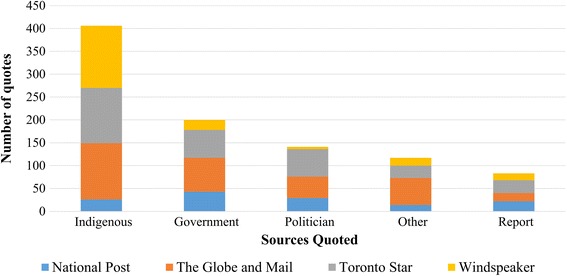 450
400
350
300
250
200
150
100
50
0
Number of quotes
Indigenous Government Politician Other Report
Sources Quoted
National Post The Globe and Mail Toronto Star Windspeaker